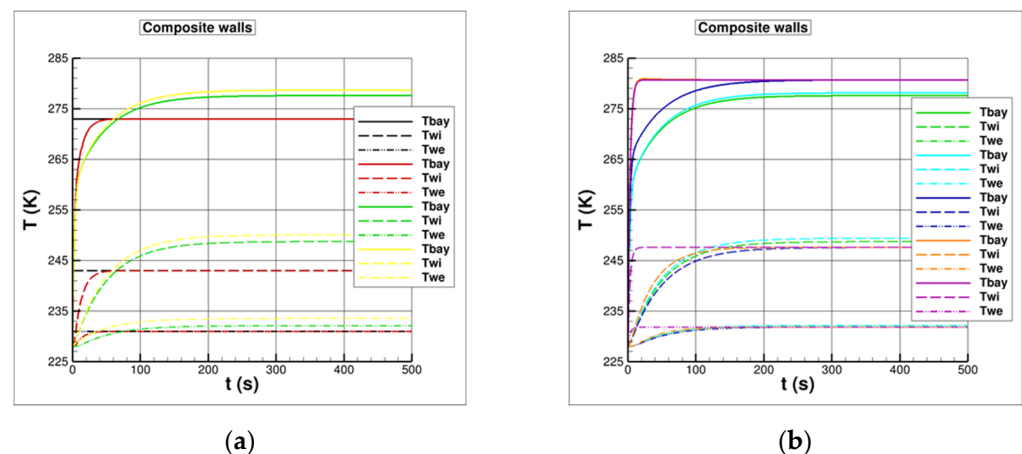 Composite walls
285
275
265
255
245
235
225
T (K)
0
100
200
300
400
500
t (s)
Tbay
Twi
Twe
Tbay
Twi
Twe
Tbay
Twi
Twe
Tbay
Twi
Twe
(a)
Composite walls
285
275
265
255
245
235
225
T (K)
0
100
200
300
400
500
t (s)
Tbay
Twi
Twe
Tbay
Twi
Twe
Tbay
Twi
Twe
Tbay
Twi
Twe
Tbay
Twi
Twe
(b)